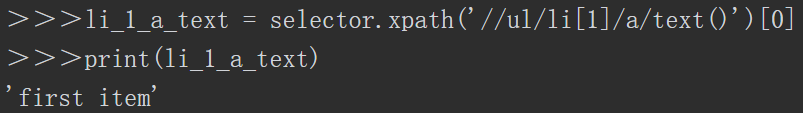 >>>li_1_a_text = selector.xpath('//ul/li[1]/a/text()')[0]
>>>print(li_1_a_text)
'first item'